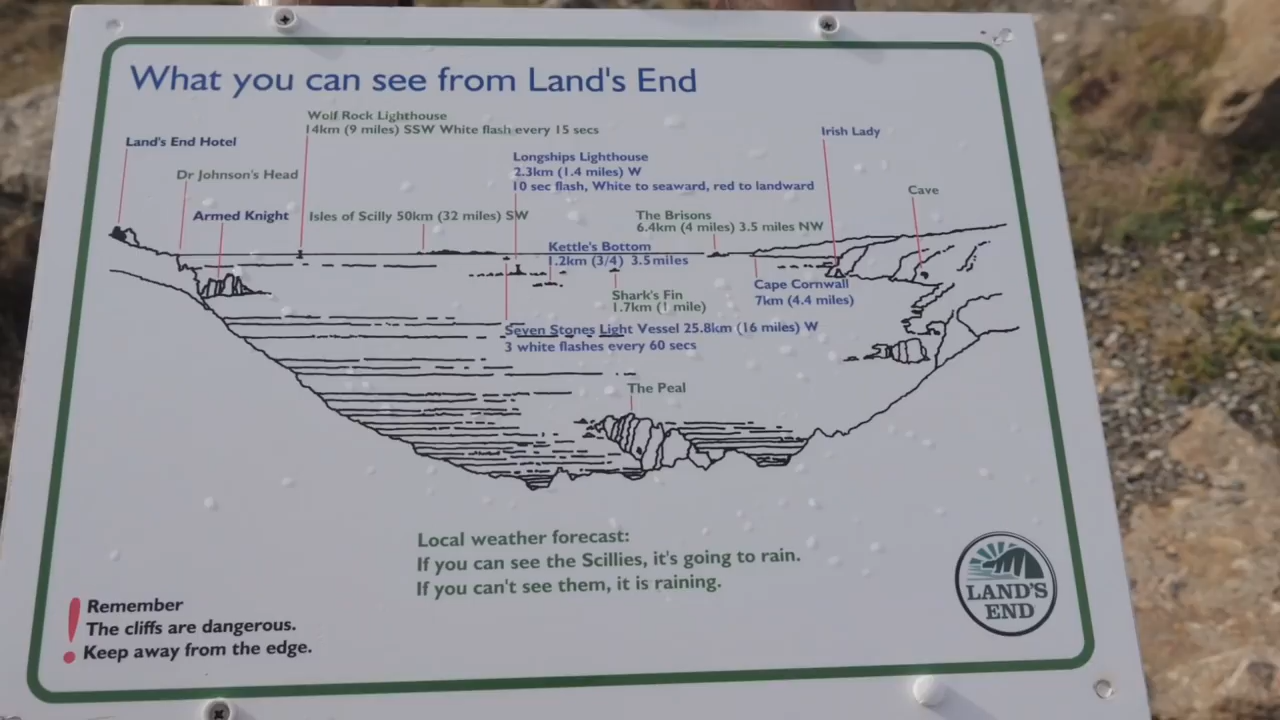 What you can see from Land's End
Wolf Rock Lighthouse
14km (9 miles) SSW White flash every 15 secs
Land's End Hotel
Irish Lady
Longships Lighthouse
2.3km (1.4 miles) W
10 sec flash, White to seaward, red to landward
Dr Johnson's Head
Cave
Armed Knight
Isles of Scilly 50km (32 miles) SW
The Brisons
6.4km (4 miles) 3.5 miles NW
Kettle's Bottom
1.2km (3/4) 3.5miles
Cape Cornwall
7km (4.4 miles)
Shark's Fin
1.7km (1 mile)
Seven Stones Light Vessel 25.8km (16 miles) W
3 white flashes every 60 secs
The Peal
Local weather forecast:
If you can see the Scillies, it's going to rain.
If you can't see them, it is raining.
! Remember
The cliffs are dangerous.
Keep away from the edge.
LAND'S
END